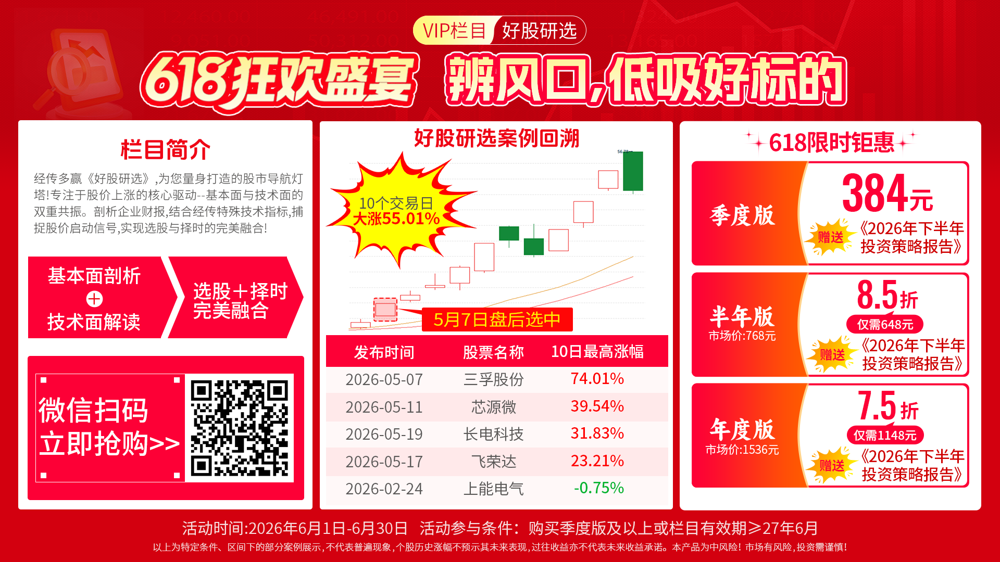 VIP栏目 好股研选
618狂欢盛宴 辨风口,低吸好标的
栏目简介
经传多赢《好股研选》,为您量身打造的股市导航灯
塔!专注于股价上涨的核心驱动--基本面与技术面的
双重共振。剖析企业财报,结合经传特殊技术指标,捕
捉股价启动信号,实现选股与择时的完美融合!
基本面剖析
⊕
技术面解读
选股＋择时
完美融合
微信扫码
立即抢购>>
好股研选案例回溯
56.78
10个交易日
大涨55.01%
5月7日盘后选中
发布时间 股票名称 10日最高涨幅
2026-05-07 三孚股份 74.01%
2026-05-11 芯源微 39.54%
2026-05-19 长电科技 31.83%
2026-05-17 飞荣达 23.21%
2026-02-24 上能电气 -0.75%
618限时钜惠
季度版
384元
赠送
《2026年下半年
投资策略报告》
半年版
市场价:768元
8.5折
仅需648元
赠送
《2026年下半年
投资策略报告》
年度版
市场价:1536元
7.5折
仅需1148元
赠送
《2026年下半年
投资策略报告》
活动时间:2026年6月1日-6月30日 活动参与条件：购买季度版及以上或栏目有效期≥27年6月
以上为特定条件、区间下的部分案例展示,不代表普遍现象,个股历史涨幅不预示其未来表现,过往收益亦不代表未来收益承诺。本产品为中风险! 市场有风险,投资需谨慎!